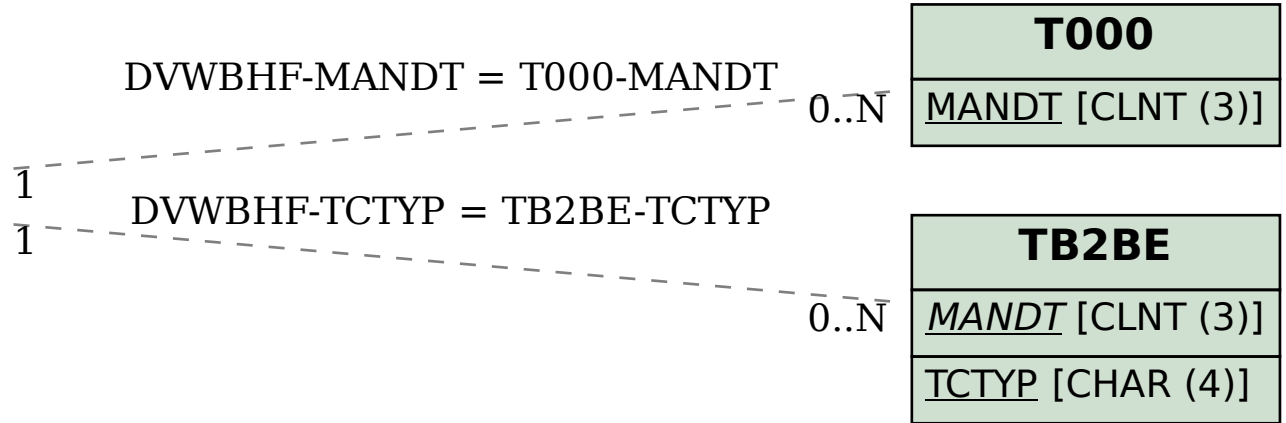 T000
DVWBHF-MANDT = T000-MANDT
0..N
MANDT [CLNT (3)]
1
DVWBHF-TCTYP = TB2BE-TCTYP
1
TB2BE
0..N
MANDT [CLNT (3)]
TCTYP [CHAR (4)]